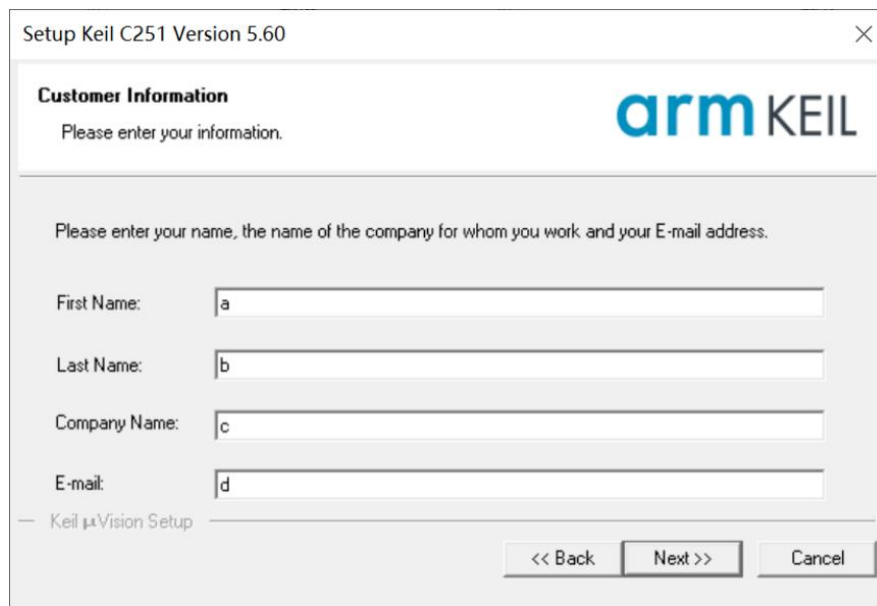 Setup Keil C251 Version 5.60
Customer Information
Please enter your information.
arm KEIL
Please enter your name, the name of the company for whom you work and your E-mail address.
First Name: a
Last Name: b
Company Name: c
E-mail: d
Keil µVision Setup
<< Back Next >> Cancel